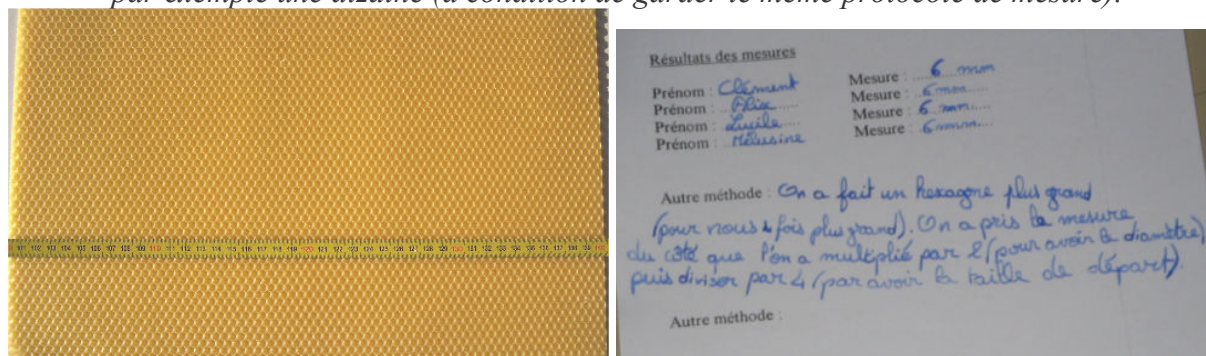 par exemple une dizaine (à condition de garder le même protocole de mesure).
Résultats des mesures
Prénom : Clément Mesure : 6 mm
Prénom : Mesure : 6 mm
Prénom : Lucile Mesure : 6 mm
Prénom : Mélusine Mesure : 6 mm
Autre méthode : On a fait un hexagone plus grand
(pour nous 4 fois plus grand). On a pris la mesure
du côté que l'on a multiplié par 2 (pour avoir le diamètre)
puis diviser par 4 (par avoir la taille de départ).
Autre méthode :